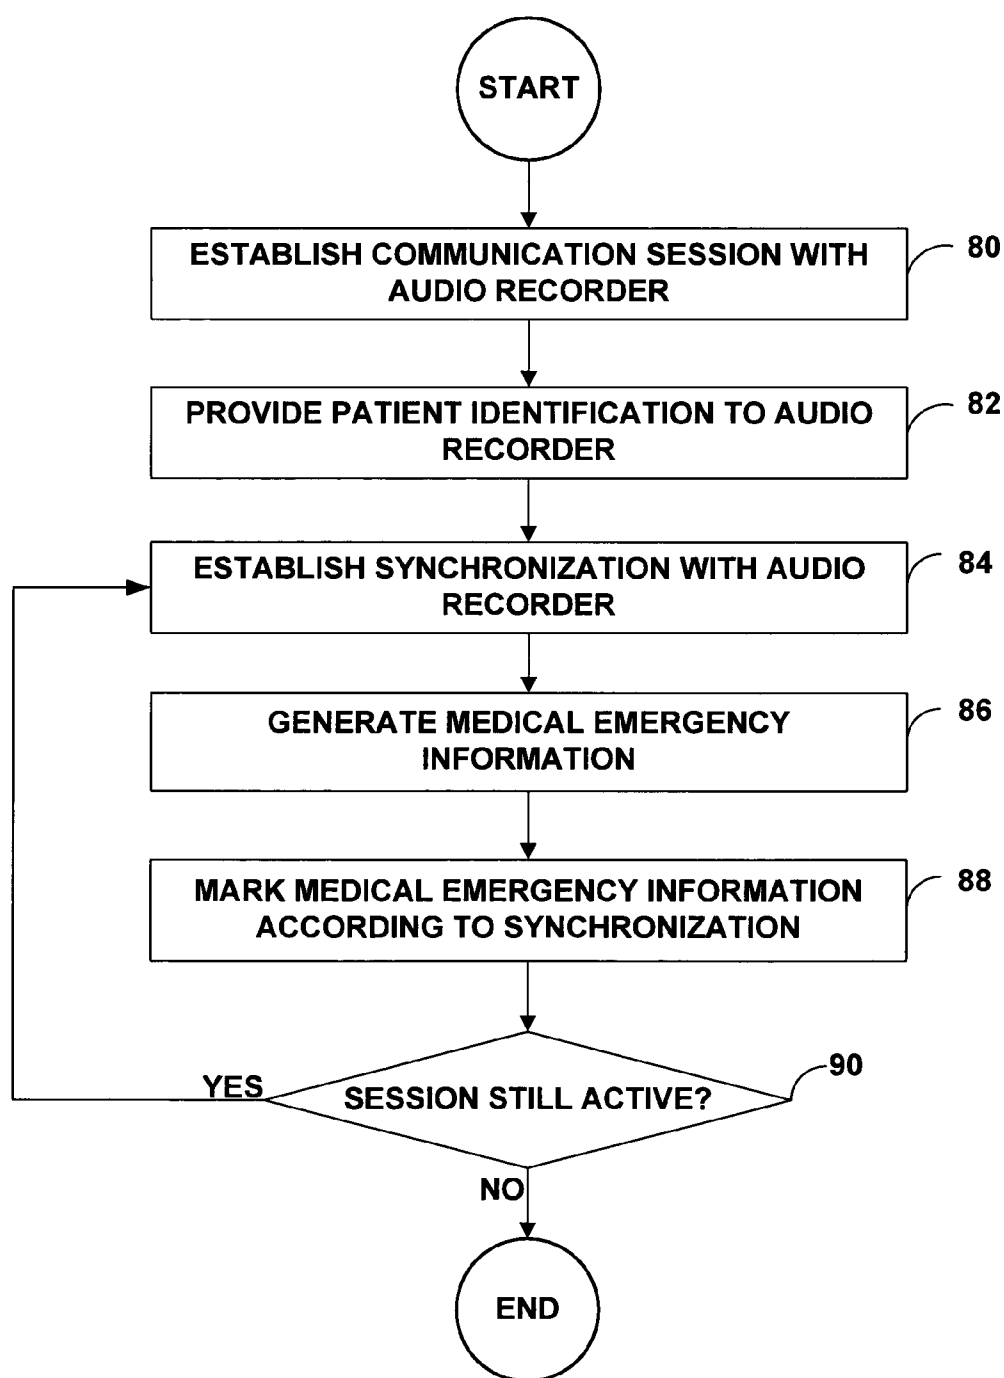 START
ESTABLISH COMMUNICATION SESSION WITH
AUDIO RECORDER
80
PROVIDE PATIENT IDENTIFICATION TO AUDIO
RECORDER
82
ESTABLISH SYNCHRONIZATION WITH AUDIO
RECORDER
84
GENERATE MEDICAL EMERGENCY
INFORMATION
86
MARK MEDICAL EMERGENCY INFORMATION
ACCORDING TO SYNCHRONIZATION
88
SESSION STILL ACTIVE?
90
YES
NO
END